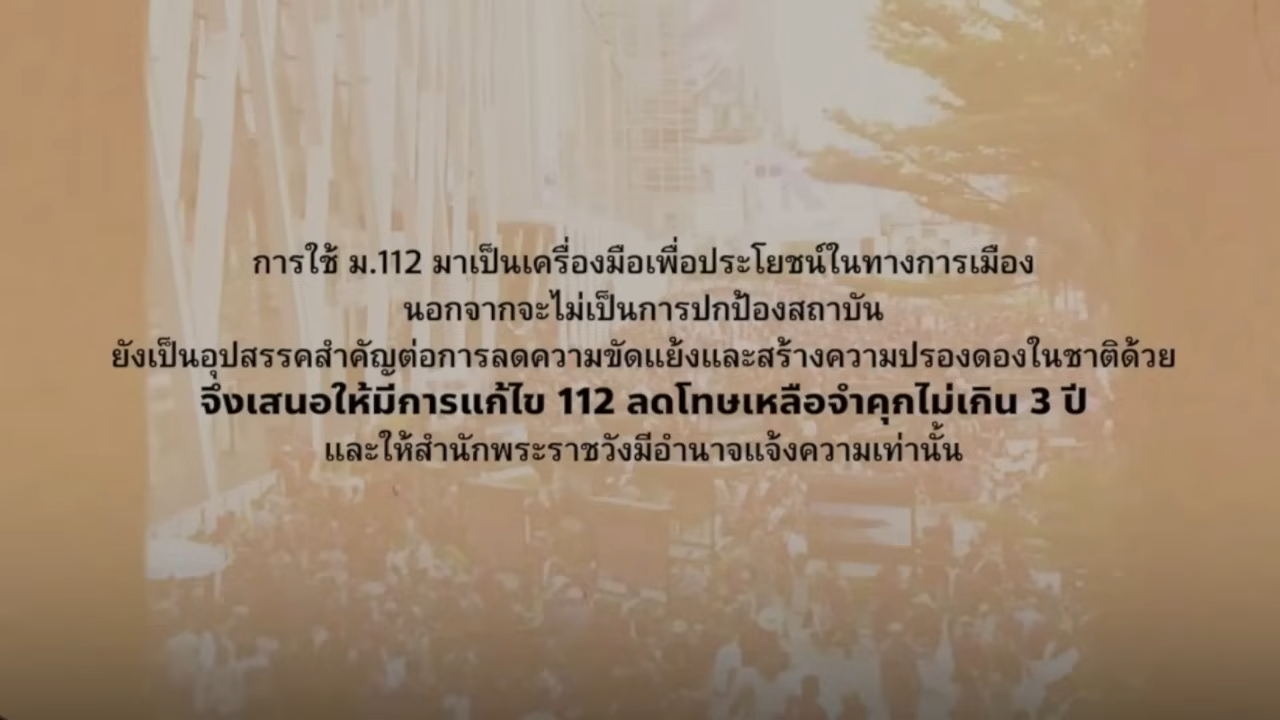 การใช้ ม.112 มาเป็นเครื่องมือเพื่อประโยชน์ในทางการเมือง
นอกจากจะไม่เป็นการปกป้องสถาบัน
ยังเป็นอุปสรรคสำคัญต่อการลดความขัดแย้งและสร้างความปรองดองในชาติด้วย
จึงเสนอให้มีการแก้ไข 112 ลดโทษเหลือจำคุกไม่เกิน 3 ปี
และให้สำนักพระราชวังมีอำนาจแจ้งความเท่านั้น